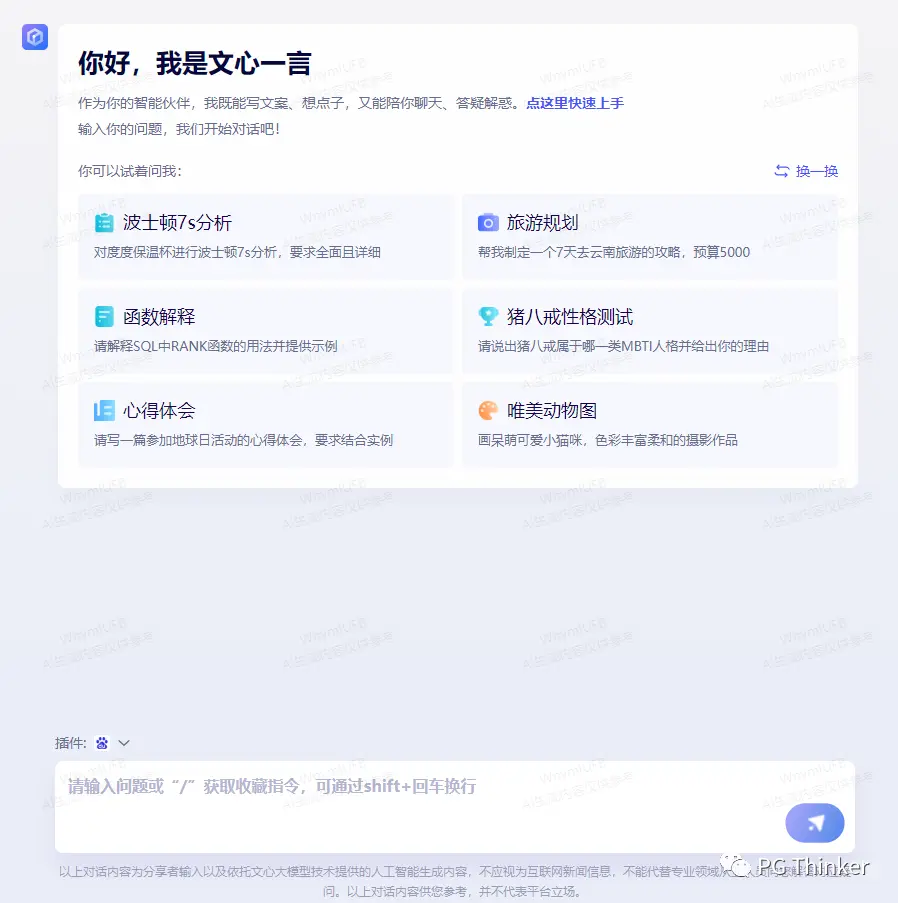 你好，我是文心一言
作为你的智能伙伴，我既能写文案、想点子，又能陪你聊天、答疑解惑。点这里快速上手
输入你的问题，我们开始对话吧！
你可以试着问我：
换一换
波士顿7s分析
对度度保温杯进行波士顿7s分析，要求全面且详细
旅游规划
帮我制定一个7天去云南旅游的攻略，预算5000
函数解释
请解释SQL中RANK函数的用法并提供示例
猪八戒性格测试
请说出猪八戒属于哪一类MBTI人格并给出你的理由
心得体会
请写一篇参加地球日活动的心得体会，要求结合实例
唯美动物图
画呆萌可爱小猫咪，色彩丰富柔和的摄影作品
插件:
请输入问题或“/”获取收藏指令，可通过shift+回车换行
以上对话内容为分享者输入以及依托文心大模型技术提供的人工智能生成内容，不应视为互联网新闻信息，不能代替专业领域
问。以上对话内容供您参考，并不代表平台立场。
PG Thinker